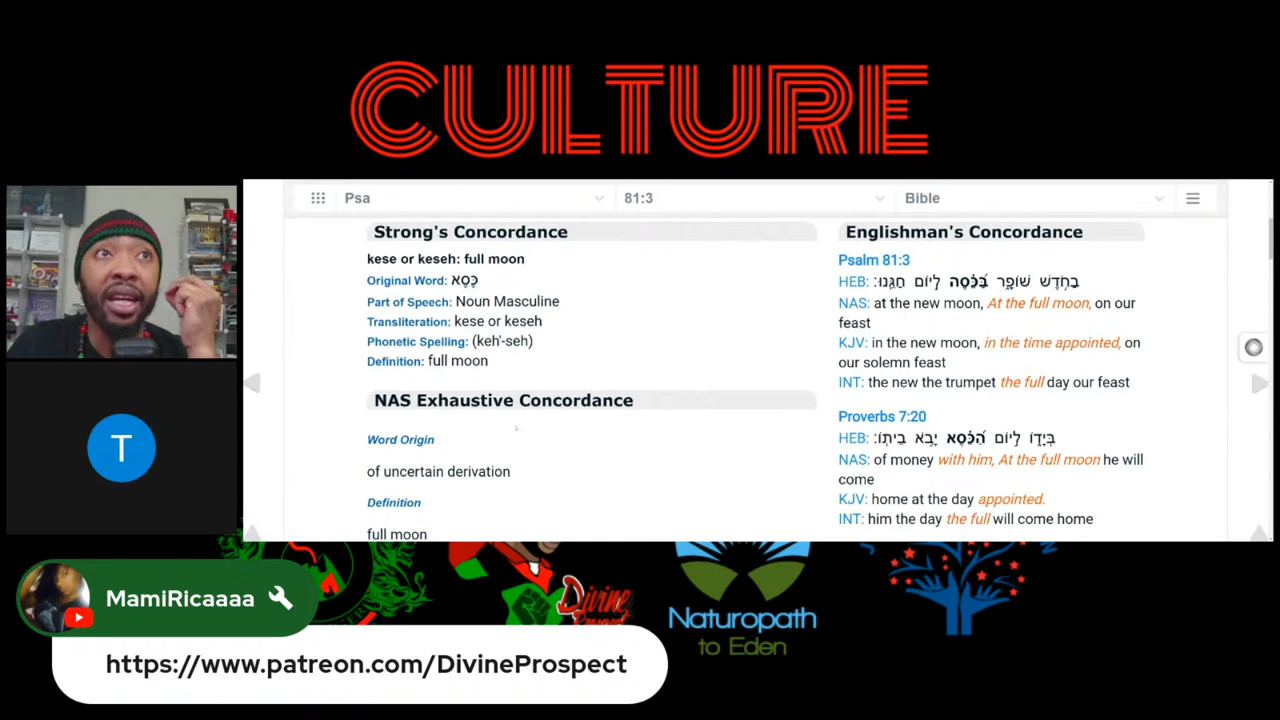 CULTURE
Psa
81:3
Bible
Strong's Concordance
kese or keseh: full moon
Original Word: כֶּסֶא
Part of Speech: Noun Masculine
Transliteration: kese or keseh
Phonetic Spelling: (keh'-seh)
Definition: full moon
NAS Exhaustive Concordance
Word Origin
of uncertain derivation
Definition
full moon
Englishman's Concordance
Psalm 81:3
HEB: בַחֹ֣דֶשׁ שׁוֹפָ֑ר בַּ֝כֵּ֗סֶה לְי֣וֹם חַגֵּֽנוּ׃
NAS: at the new moon, At the full moon, on our
feast
KJV: in the new moon, in the time appointed, on
our solemn feast
INT: the new the trumpet the full day our feast
Proverbs 7:20
HEB: בְּיָד֑וֹ לְי֥וֹם הַ֝כֵּ֗סֶא יָבֹ֥א בֵיתֽוֹ׃
NAS: of money with him, At the full moon he will
come
KJV: home at the day appointed.
INT: him the day the full will come home
T
Divine
Naturopath
to Eden
MamiRicaaaa
https://www.patreon.com/DivineProspect